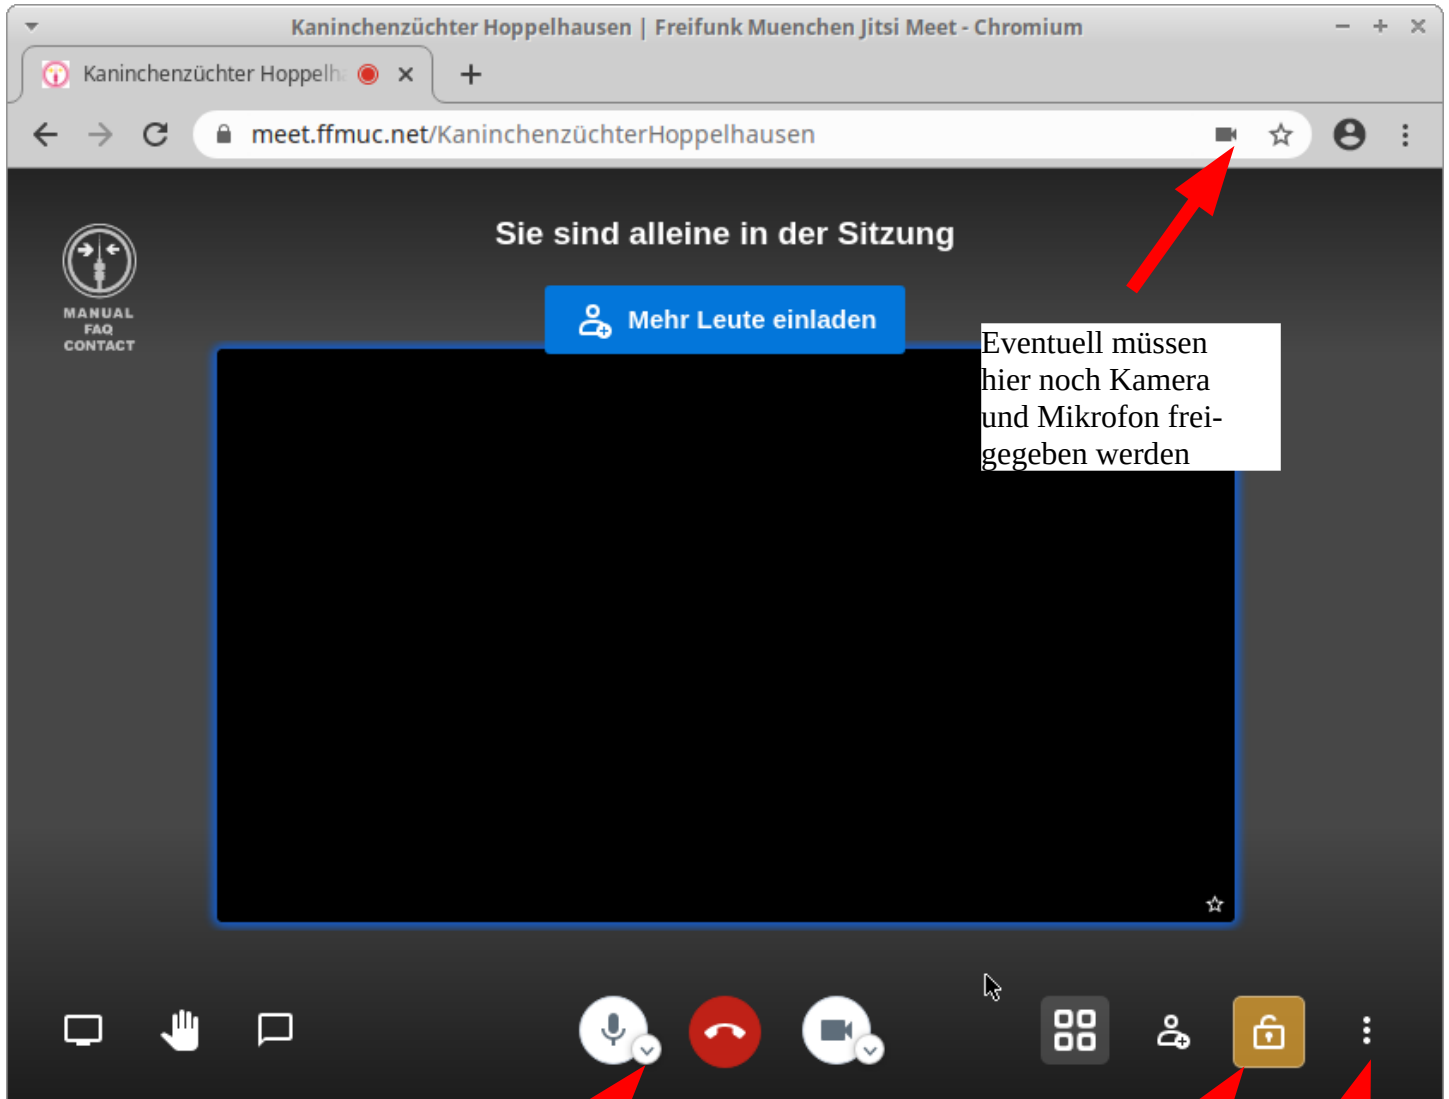 Kaninchenzüchter Hoppelhausen | Freifunk Muenchen Jitsi Meet - Chromium
Kaninchenzüchter Hoppelh
meet.ffmuc.net/KaninchenzüchterHoppelhausen
Sie sind alleine in der Sitzung
MANUAL
FAQ
CONTACT
Mehr Leute einladen
Eventuell müssen
hier noch Kamera
und Mikrofon frei-
gegeben werden